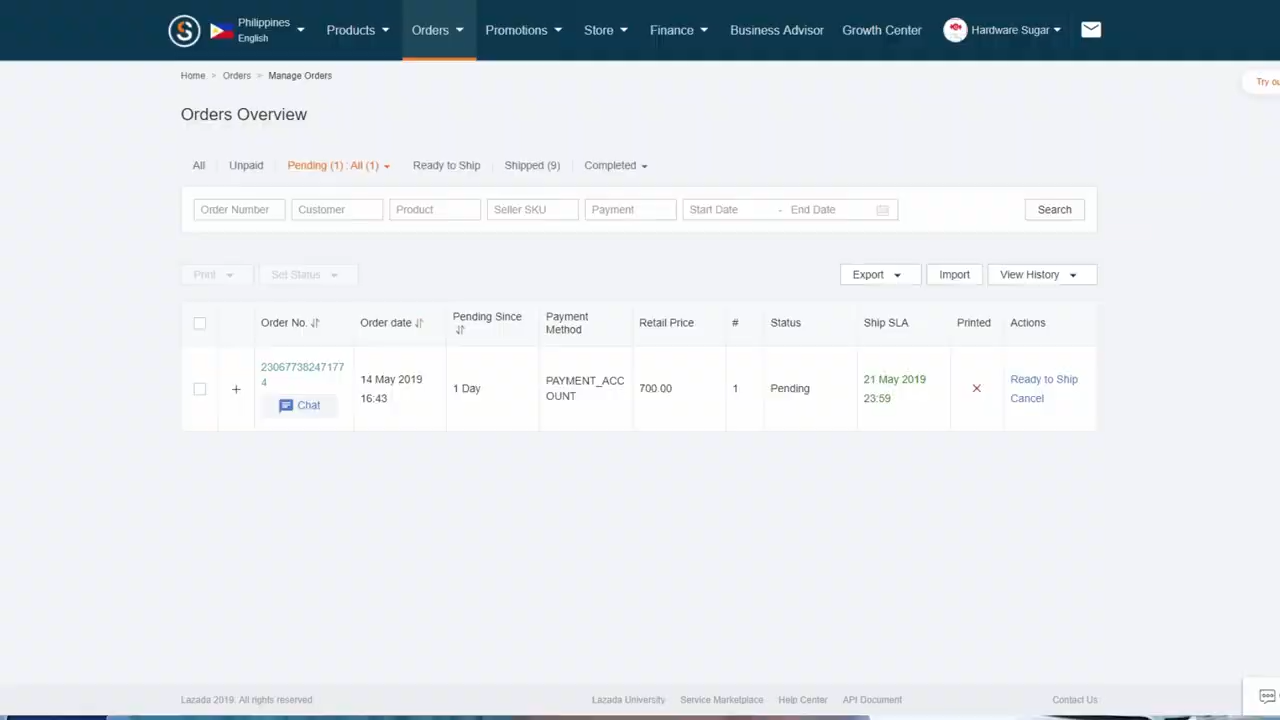 Philippines
English
Products
Orders
Promotions
Store
Finance
Business Advisor
Growth Center
Hardware Sugar
Home > Orders > Manage Orders
Try
Orders Overview
All
Unpaid
Pending (1) : All (1)
Ready to Ship
Shipped (9)
Completed
Order Number
Customer
Product
Seller SKU
Payment
Start Date - End Date
Search
Print
Set Status
Export
Import
View History
Order No.
Order date
Pending Since
Payment
Method
Retail Price
#
Status
Ship SLA
Printed
Actions
+
23067738247177
4
Chat
14 May 2019
16:43
1 Day
PAYMENT_ACC
OUNT
700.00
1
Pending
21 May 2019
23:59
Ready to Ship
Cancel
Lazada 2019. All rights reserved
Lazada University
Service Marketplace
Help Center
API Document
Contact Us